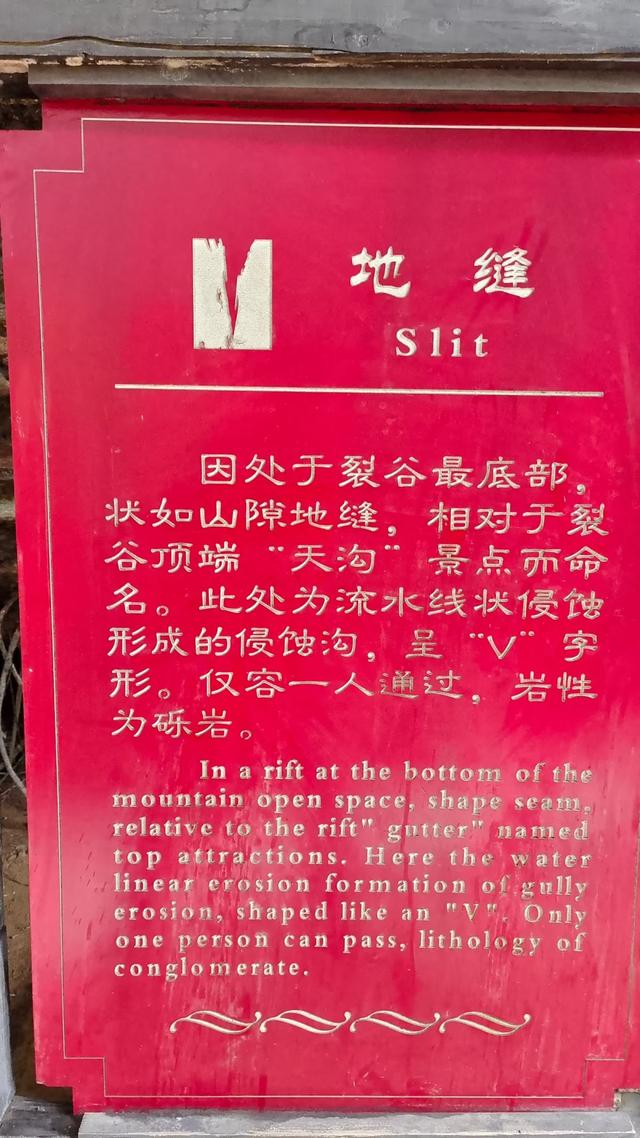 地缝
Slit
因处于裂谷最底部，
状如山隙地缝，相对于裂
谷顶端“天沟”景点而命
名。此处为流水线状侵蚀
形成的侵蚀沟，呈“V”字
形。仅容一人通过，岩性
为砾岩。
In a rift at the bottom of the
mountain open space, shape seam,
relative to the rift" gutter" named
top attractions. Here the water
linear erosion formation of gully
erosion, shaped like an "V". Only
one person can pass, lithology of
conglomerate.